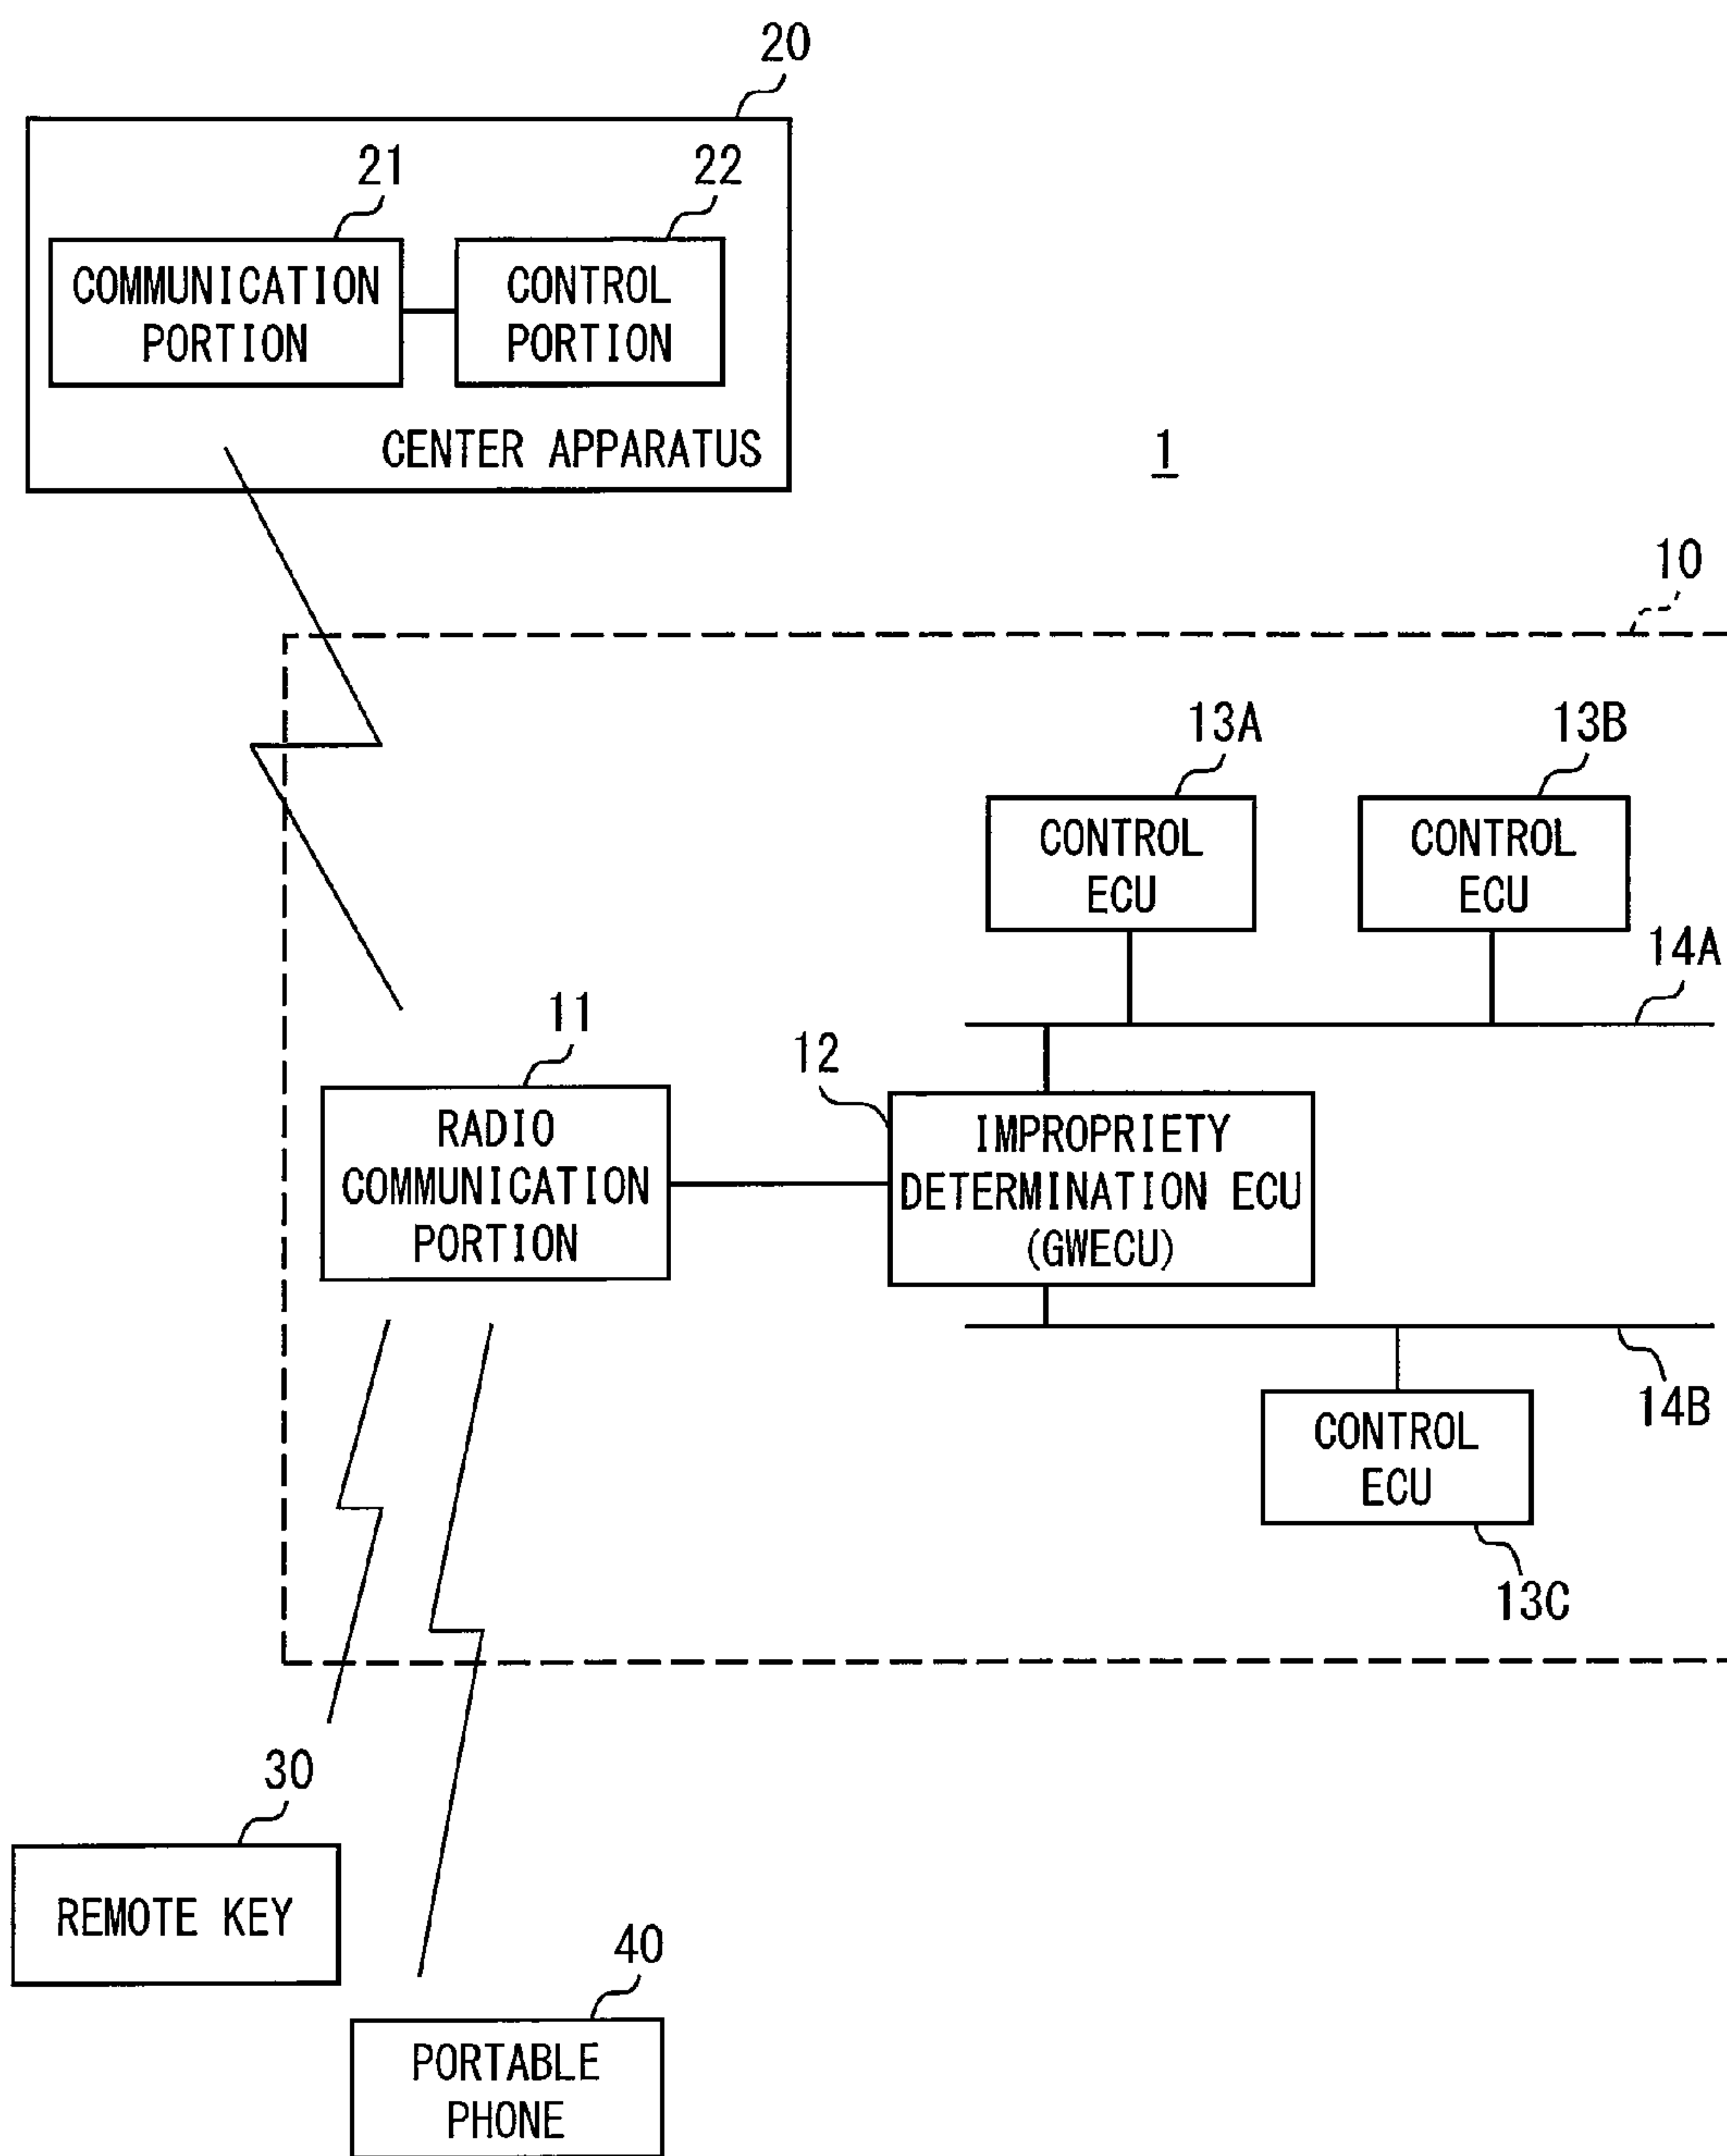 20
21
22
COMMUNICATION
PORTION
CONTROL
PORTION
CENTER APPARATUS
1
10
13A
13B
CONTROL
ECU
CONTROL
ECU
14A
11
12
RADIO
COMMUNICATION
PORTION
IMPROPRIETY
DETERMINATION ECU
(GWECU)
14B
CONTROL
ECU
13C
30
REMOTE KEY
40
PORTABLE
PHONE